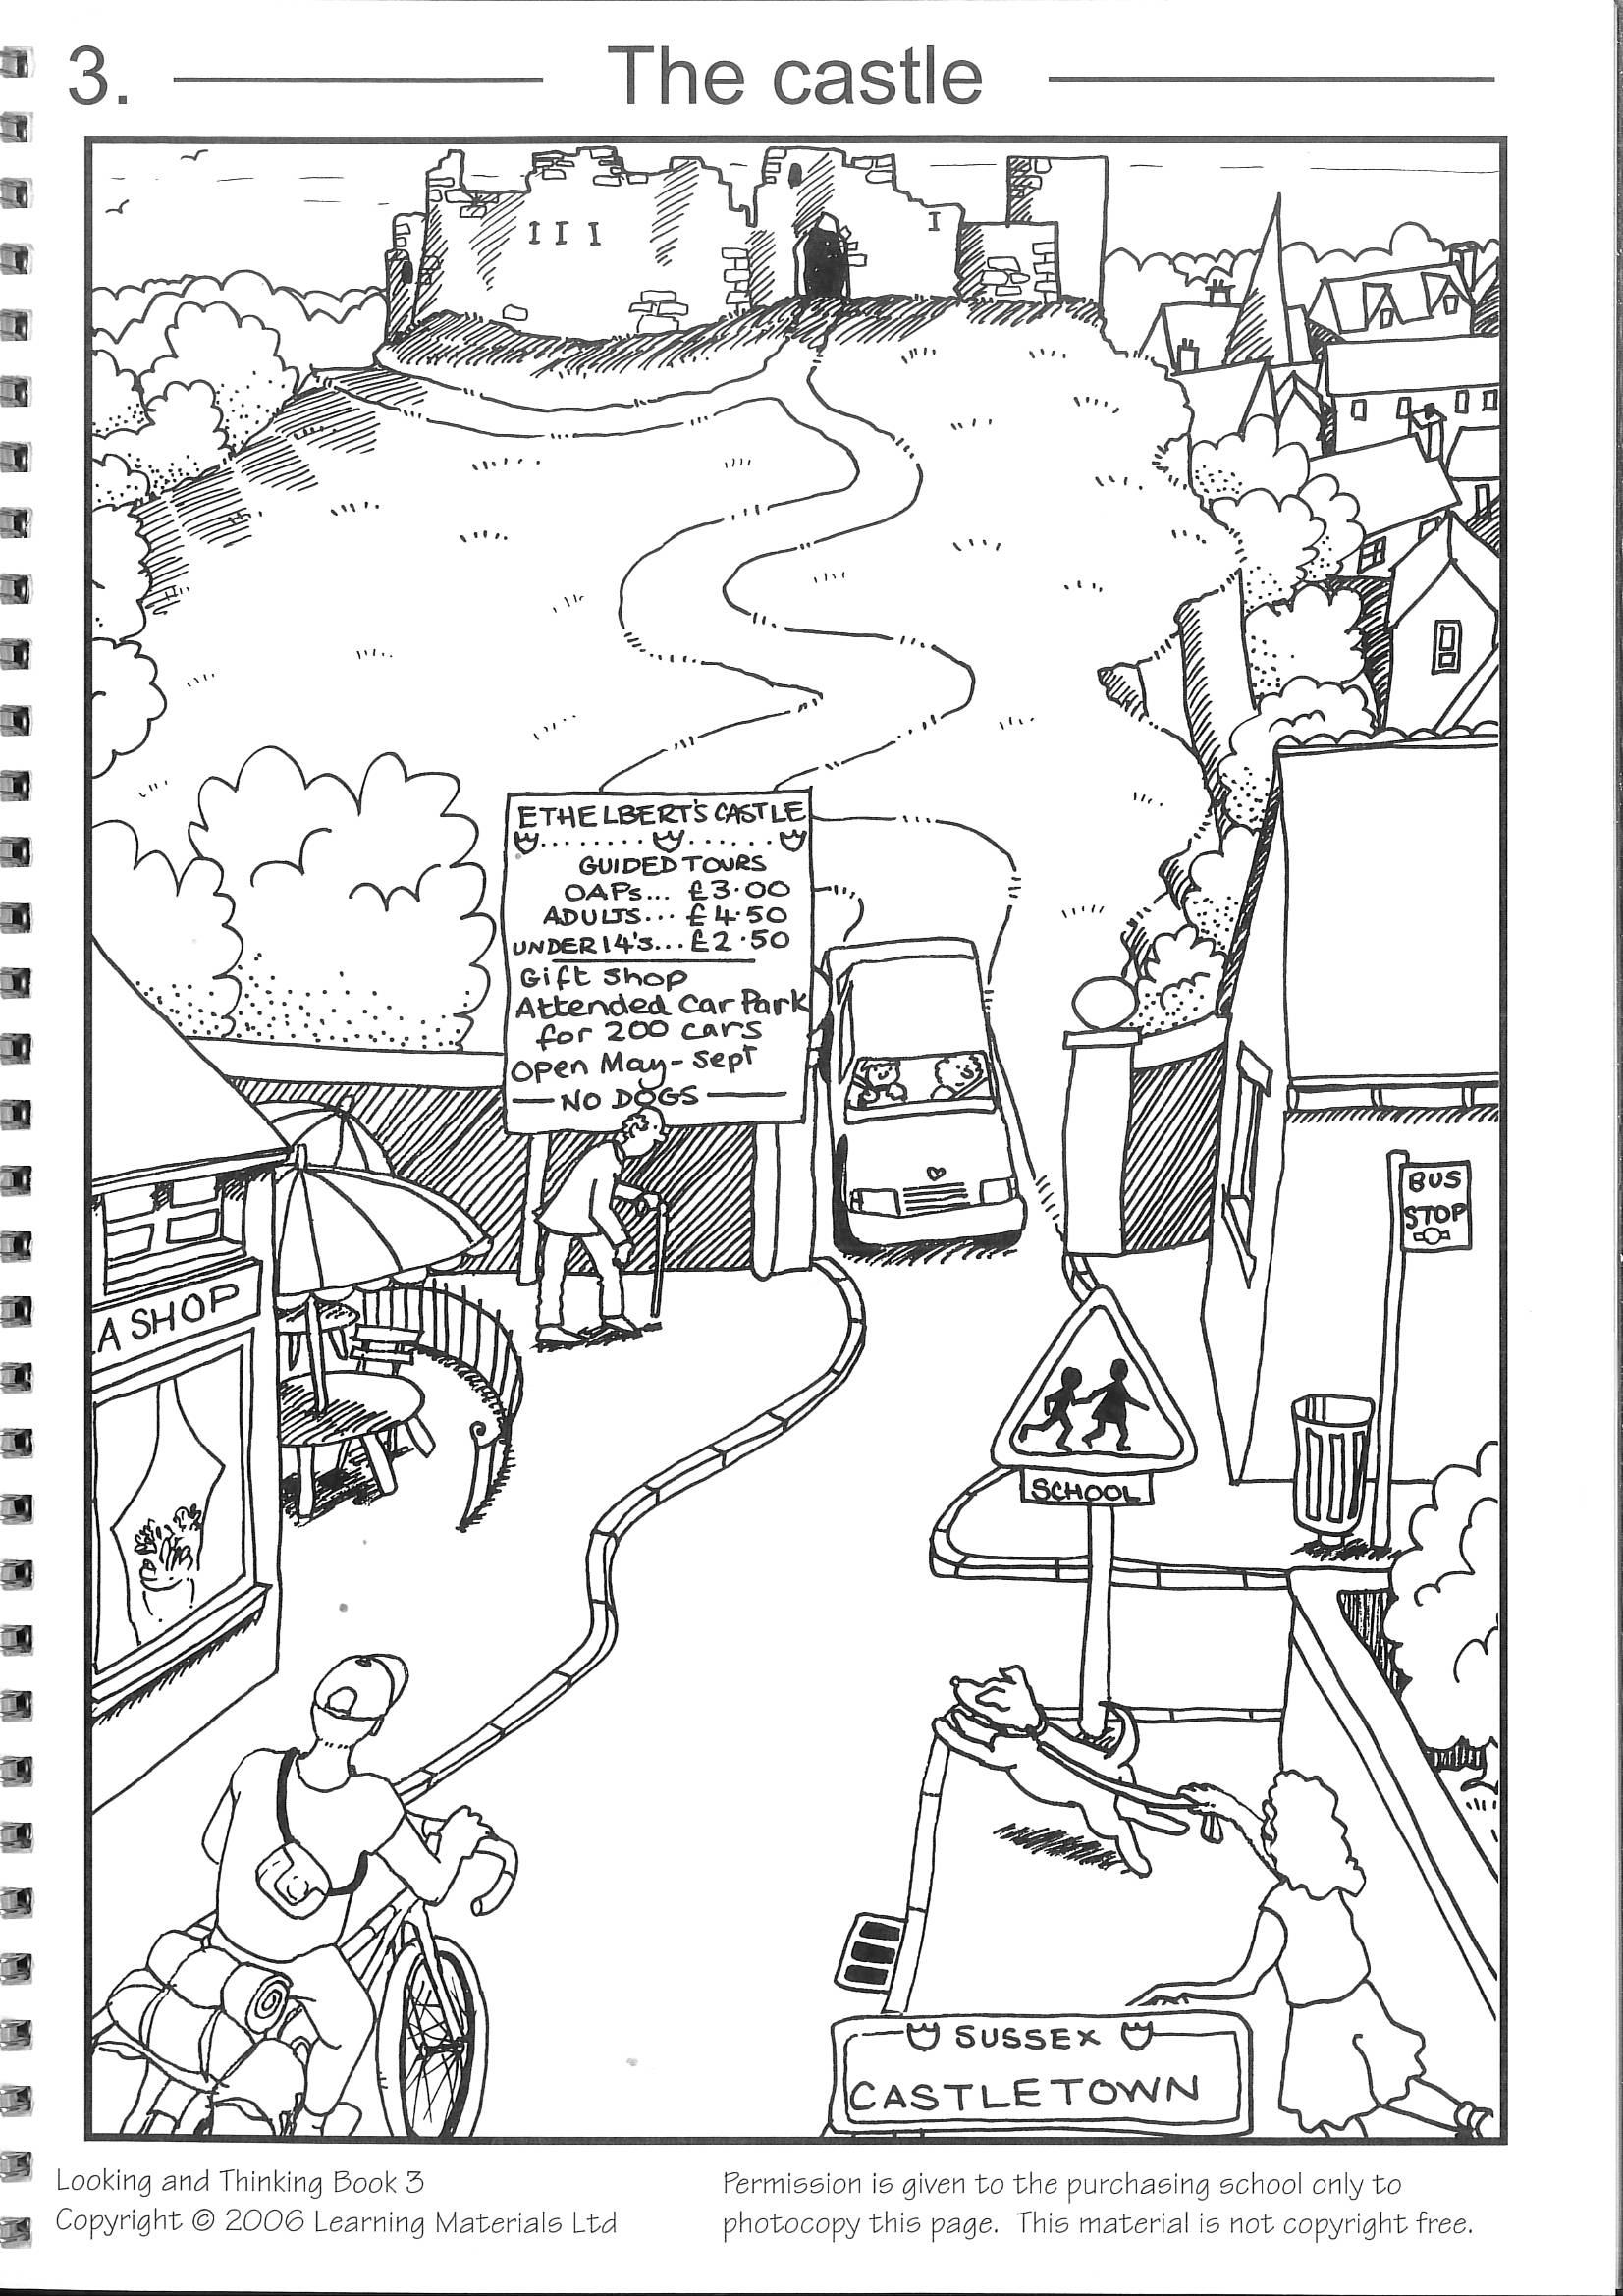 3. The castle
ETHELBERT'S CASTLE
GUIDED TOURS
OAPs... £3.00
ADULTS... £4.50
UNDER 14's... £2.50
Gift shop
Attended Car Park
for 200 cars
Open May-Sept
NO DOGS
BUS
STOP
A SHOP
SCHOOL
SUSSEX
CASTLETOWN
Looking and Thinking Book 3
Copyright © 2006 Learning Materials Ltd
Permission is given to the purchasing school only to
photocopy this page. This material is not copyright free.